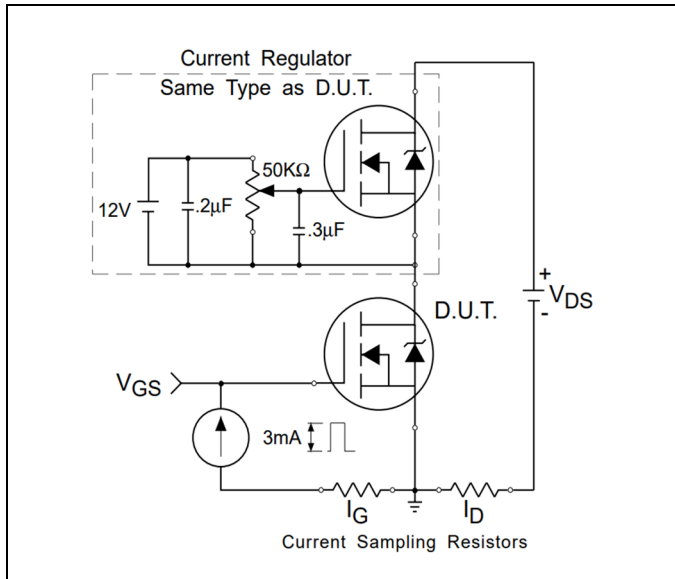 Current Regulator
Same Type as D.U.T.
50KΩ
12V
.2μF
.3μF
+
VDS
-
D.U.T.
VGS
3mA
IG
ID
Current Sampling Resistors